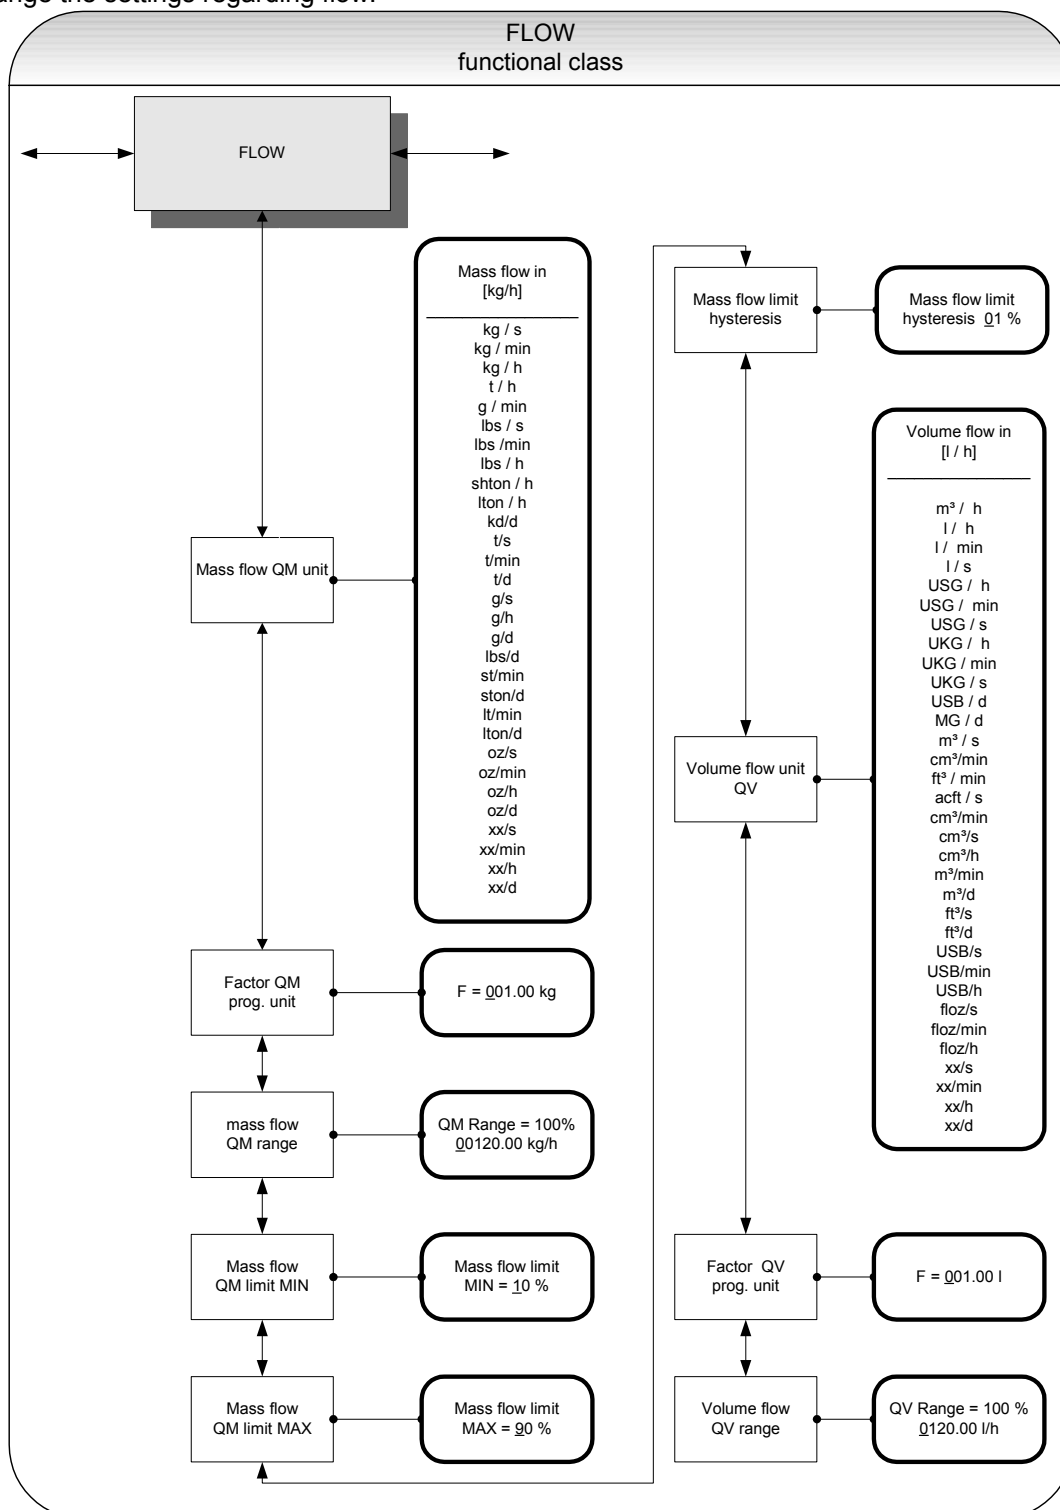 ange the settings regarding flow.
FLOW
functional class
FLOW
Mass flow in
[kg/h]
kg / s
kg / min
kg / h
t / h
g / min
lbs / s
lbs /min
lbs / h
shton / h
lton / h
kd/d
t/s
t/min
t/d
g/s
g/h
g/d
lbs/d
st/min
ston/d
lt/min
lton/d
oz/s
oz/min
oz/h
oz/d
xx/s
xx/min
xx/h
xx/d
Mass flow QM unit
Factor QM
prog. unit
F = 001.00 kg
mass flow
QM range
QM Range = 100%
00120.00 kg/h
Mass flow
QM limit MIN
Mass flow limit
MIN = 10 %
Mass flow
QM limit MAX
Mass flow limit
MAX = 90 %
Mass flow limit
hysteresis
Mass flow limit
hysteresis 01 %
Volume flow in
[l / h]
m³ / h
l / h
l / min
l / s
USG / h
USG / min
USG / s
UKG / h
UKG / min
UKG / s
USB / d
MG / d
m³ / s
cm³/min
ft³ / min
acft / s
cm³/min
cm³/s
cm³/h
m³/min
m³/d
ft³/s
ft³/d
USB/s
USB/min
USB/h
floz/s
floz/min
floz/h
xx/s
xx/min
xx/h
xx/d
Volume flow unit
QV
Factor QV
prog. unit
F = 001.00 l
Volume flow
QV range
QV Range = 100 %
0120.00 l/h